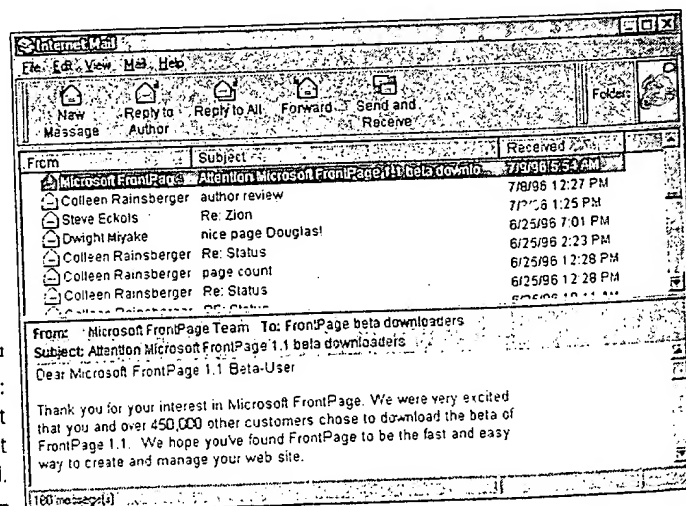 Internet Mail
File Edit View Mail Help
New Message
Reply to Author
Reply to All
Forward
Send and Receive
Folders
From Subject Received
Microsoft FrontPage Attention Microsoft FrontPage 1.1 beta downlo... 7/9/96 5:54 AM
Colleen Rainsberger author review 7/8/96 12:27 PM
Steve Eckols Re: Zion 1:25 PM
Dwight Miyake nice page Douglas! 6/25/96 7:01 PM
Colleen Rainsberger Re: Status 6/25/96 2:23 PM
Colleen Rainsberger page count 6/25/96 12:28 PM
Colleen Rainsberger Re: Status 6/25/96 12:28 PM
Colleen Rainsberger
From: Microsoft FrontPage Team To: FrontPage beta downloaders
Subject: Attention Microsoft FrontPage 1.1 beta downloaders
Dear Microsoft FrontPage 1.1 Beta-User
Thank you for your interest in Microsoft FrontPage. We were very excited
that you and over 450,000 other customers chose to download the beta of
FrontPage 1.1. We hope you've found FrontPage to be the fast and easy
way to create and manage your web site.
160 message(s)